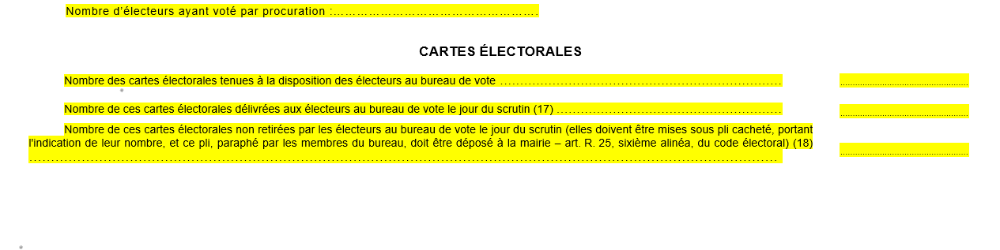 Nombre d’électeurs ayant voté par procuration :…………………………………………….
CARTES ÉLECTORALES
Nombre des cartes électorales tenues à la disposition des électeurs au bureau de vote …………………………………………………………… ………………………………………
Nombre de ces cartes électorales délivrées aux électeurs au bureau de vote le jour du scrutin (17) ………………………………………………… ………………………………………
Nombre de ces cartes électorales non retirées par les électeurs au bureau de vote le jour du scrutin (elles doivent être mises sous pli cacheté, portant
l'indication de leur nombre, et ce pli, paraphé par les membres du bureau, doit être déposé à la mairie – art. R. 25, sixième alinéa, du code électoral) (18)
…………………………………………………………………………………………………………………………………………………………………… ………………………………………